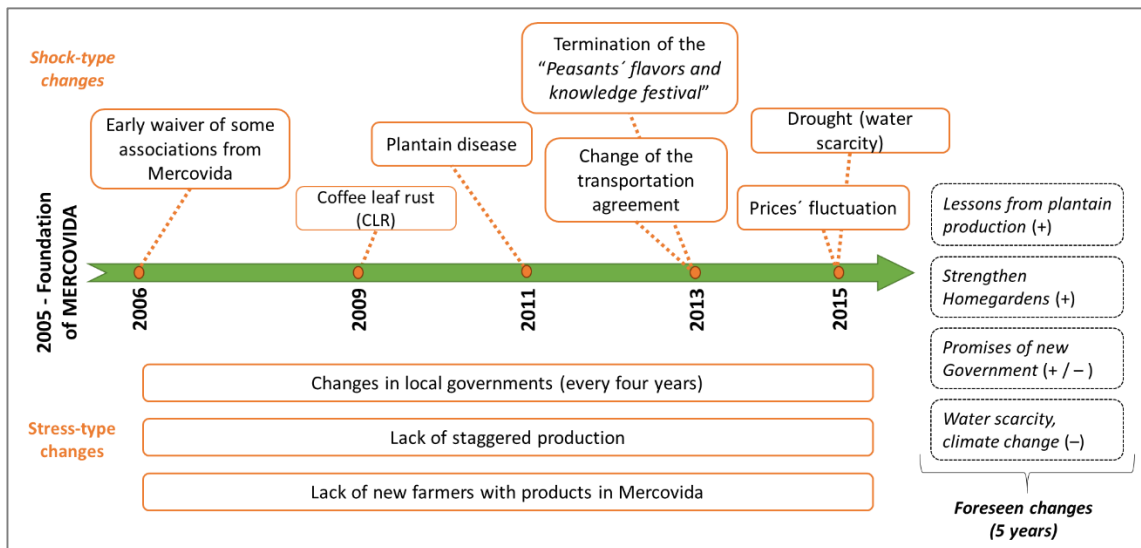 Shock-type
changes
Early waiver of some
associations from
Mercovida
Coffee leaf rust
(CLR)
Plantain disease
Termination of the
“Peasants´ flavors and
knowledge festival”
Change of the
transportation
agreement
Drought (water
scarcity)
Prices´ fluctuation
2005 - Foundation
of MERCOVIDA
2006
2009
2011
2013
2015
Stress-type
changes
Changes in local governments (every four years)
Lack of staggered production
Lack of new farmers with products in Mercovida
Lessons from plantain
production (+)
Strengthen
Homegardens (+)
Promises of new
Government (+ / – )
Water scarcity,
climate change (–)
Foreseen changes
(5 years)